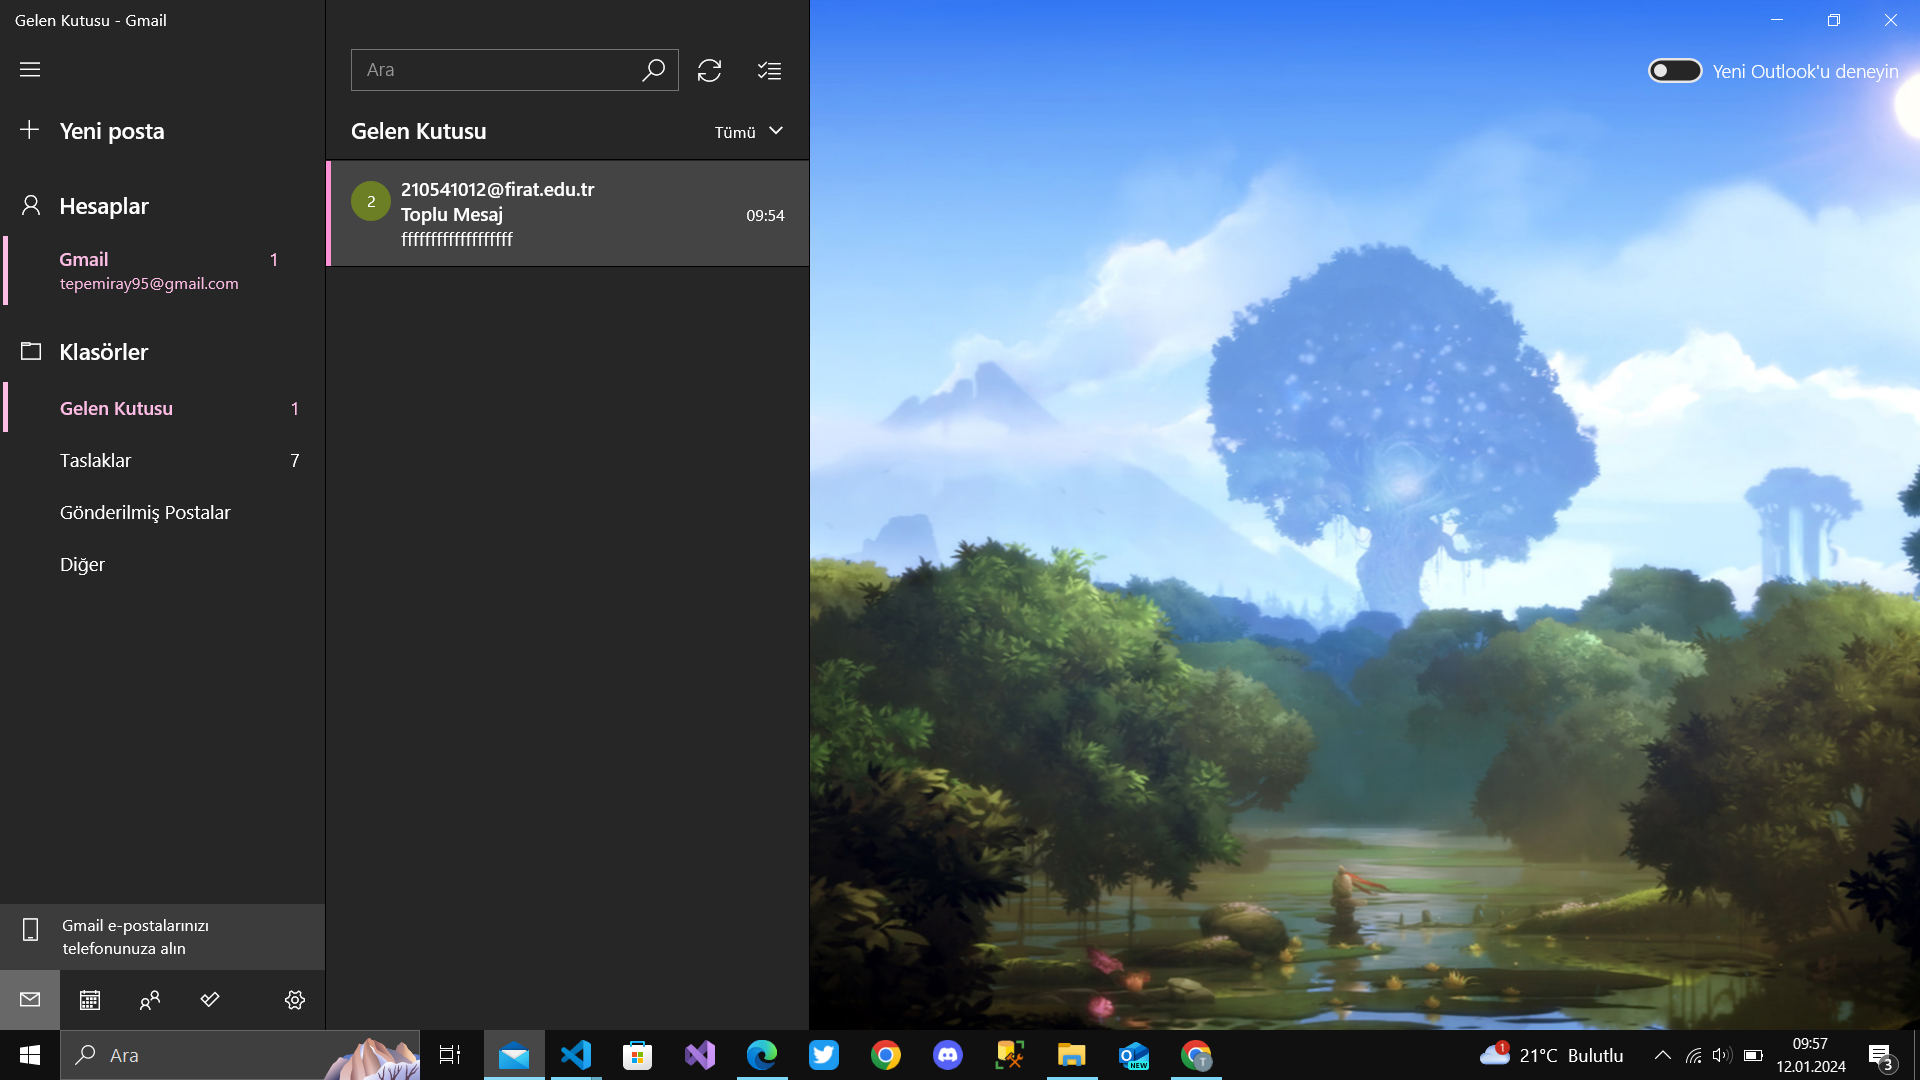 Gelen Kutusu - Gmail
Yeni posta
Hesaplar
Gmail 1
tepemiray95@gmail.com
Klasörler
Gelen Kutusu 1
Taslaklar 7
Gönderilmiş Postalar
Diğer
Gmail e-postalarınızı
telefonunuza alın
Ara
Gelen Kutusu Tümü
2
210541012@firat.edu.tr
Toplu Mesaj 09:54
fffffffffffffffffff
Yeni Outlook'u deneyin
Ara
NEW
T
1
21°C Bulutlu
09:57
12.01.2024
3